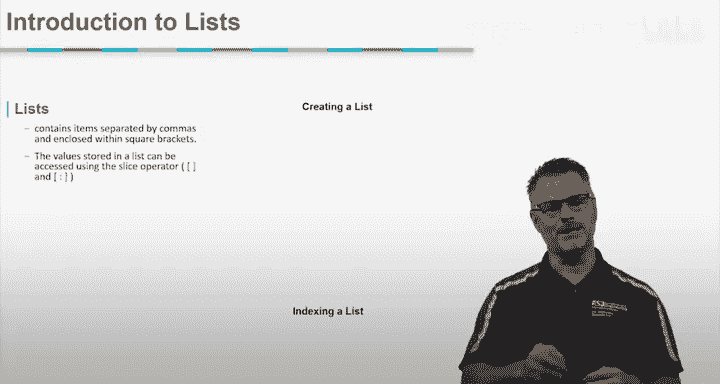 Introduction to Lists
Lists
– contains items separated by commas
and enclosed within square brackets.
– The values stored in a list can be
accessed using the slice operator ( [ ]
and [ : ] )
Creating a List
Indexing a List